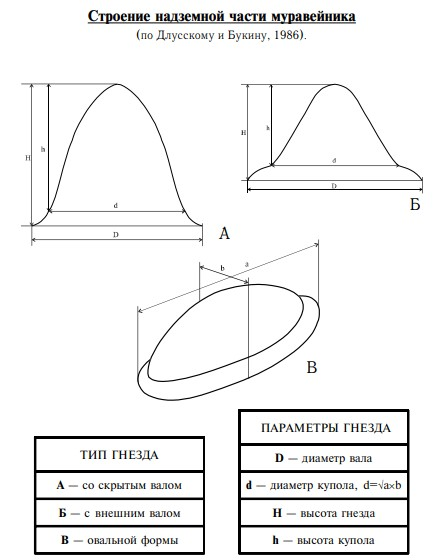 Строение надземной части муравейника
(по Длусскому и Букину, 1986).
H
h
d
D
А
H
h
d
D
Б
a
b
В
ТИП ГНЕЗДА
А — со скрытым валом
Б — с внешним валом
В — овальной формы
ПАРАМЕТРЫ ГНЕЗДА
D — диаметр вала
d — диаметр купола, d=√a×b
H — высота гнезда
h — высота купола